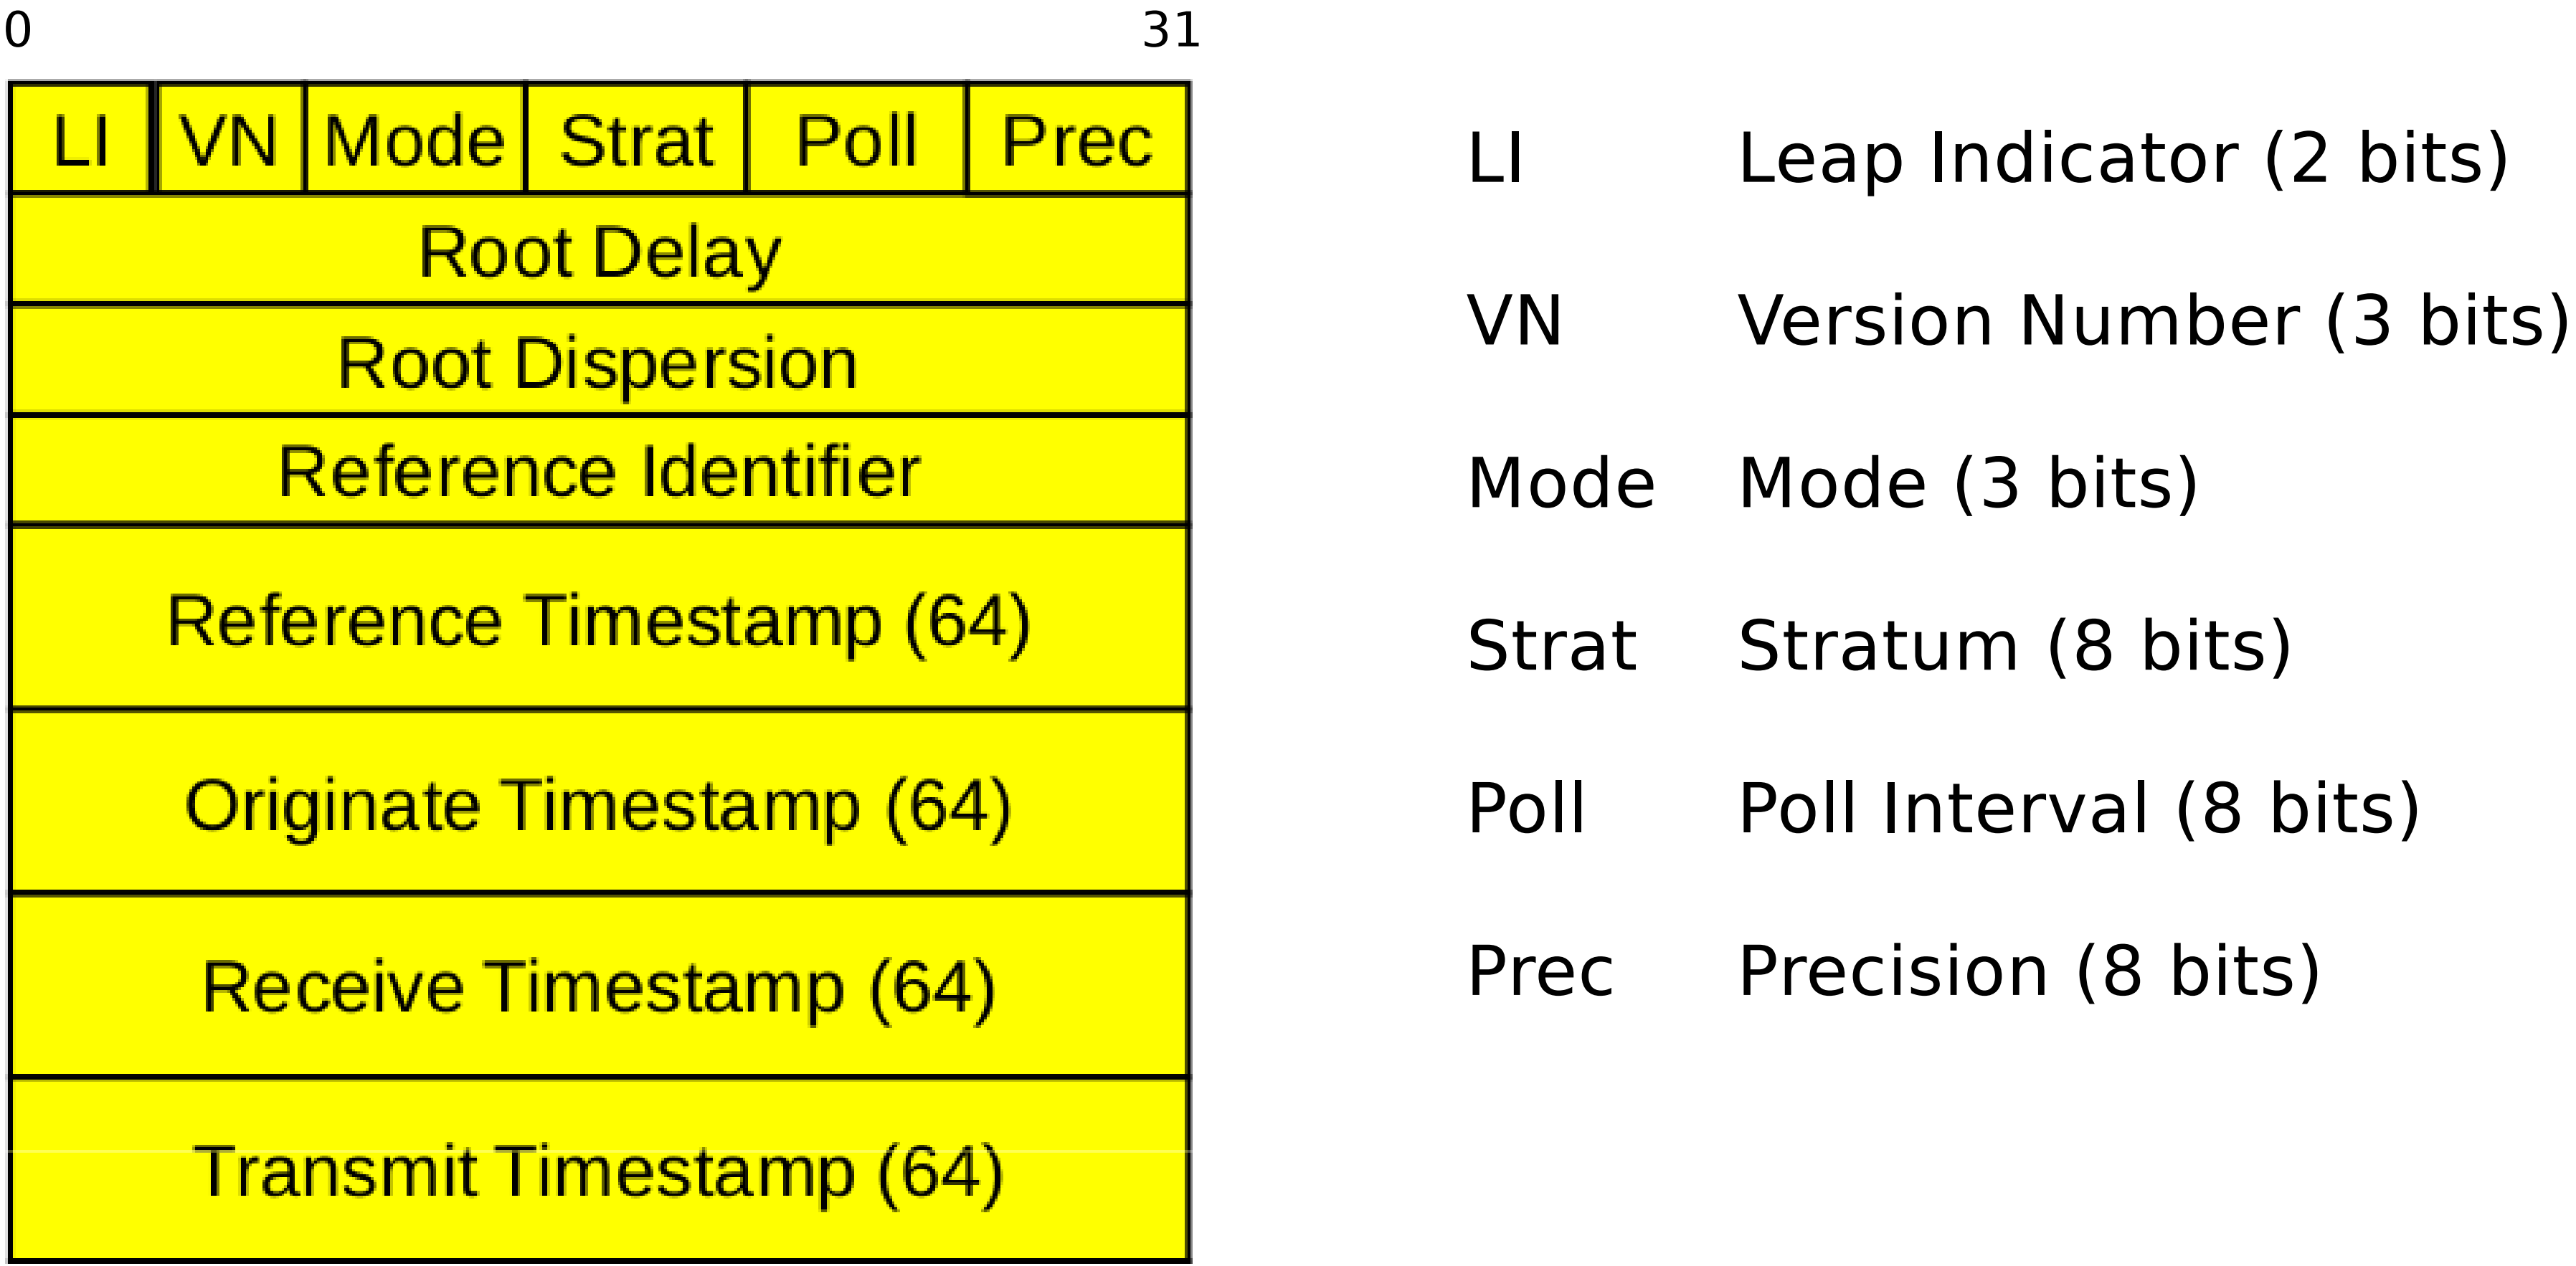 0 31
LI VN Mode Strat Poll Prec
Root Delay
Root Dispersion
Reference Identifier
Reference Timestamp (64)
Originate Timestamp (64)
Receive Timestamp (64)
Transmit Timestamp (64)
LI Leap Indicator (2 bits)
VN Version Number (3 bits)
Mode Mode (3 bits)
Strat Stratum (8 bits)
Poll Poll Interval (8 bits)
Prec Precision (8 bits)